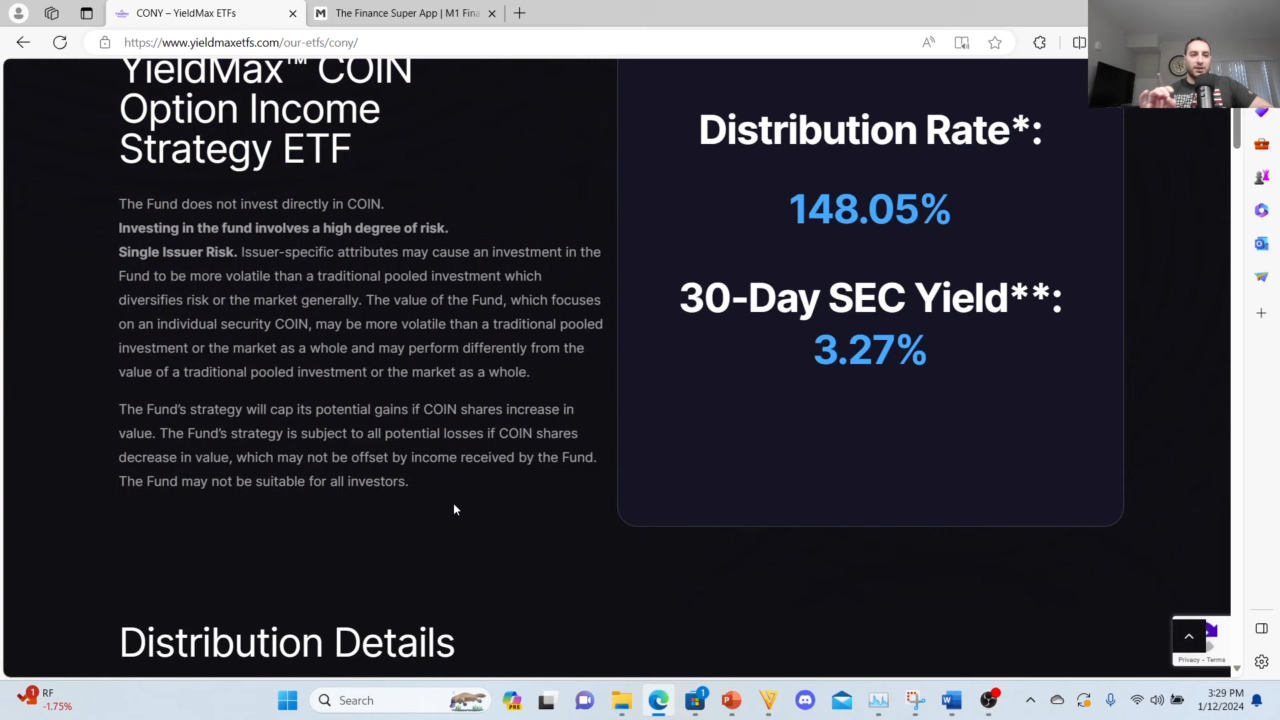 CONY – YieldMax ETFs
The Finance Super App | M1 Fina
https://www.yieldmaxetfs.com/our-etfs/cony/
YieldMax™ COIN
Option Income
Strategy ETF
The Fund does not invest directly in COIN.
Investing in the fund involves a high degree of risk.
Single Issuer Risk. Issuer-specific attributes may cause an investment in the
Fund to be more volatile than a traditional pooled investment which
diversifies risk or the market generally. The value of the Fund, which focuses
on an individual security COIN, may be more volatile than a traditional pooled
investment or the market as a whole and may perform differently from the
value of a traditional pooled investment or the market as a whole.
The Fund's strategy will cap its potential gains if COIN shares increase in
value. The Fund's strategy is subject to all potential losses if COIN shares
decrease in value, which may not be offset by income received by the Fund.
The Fund may not be suitable for all investors.
Distribution Rate*:
148.05%
30-Day SEC Yield**:
3.27%
Distribution Details
Privacy - Terms
1
RF
-1.75%
Search
PRE
1
3:29 PM
1/12/2024